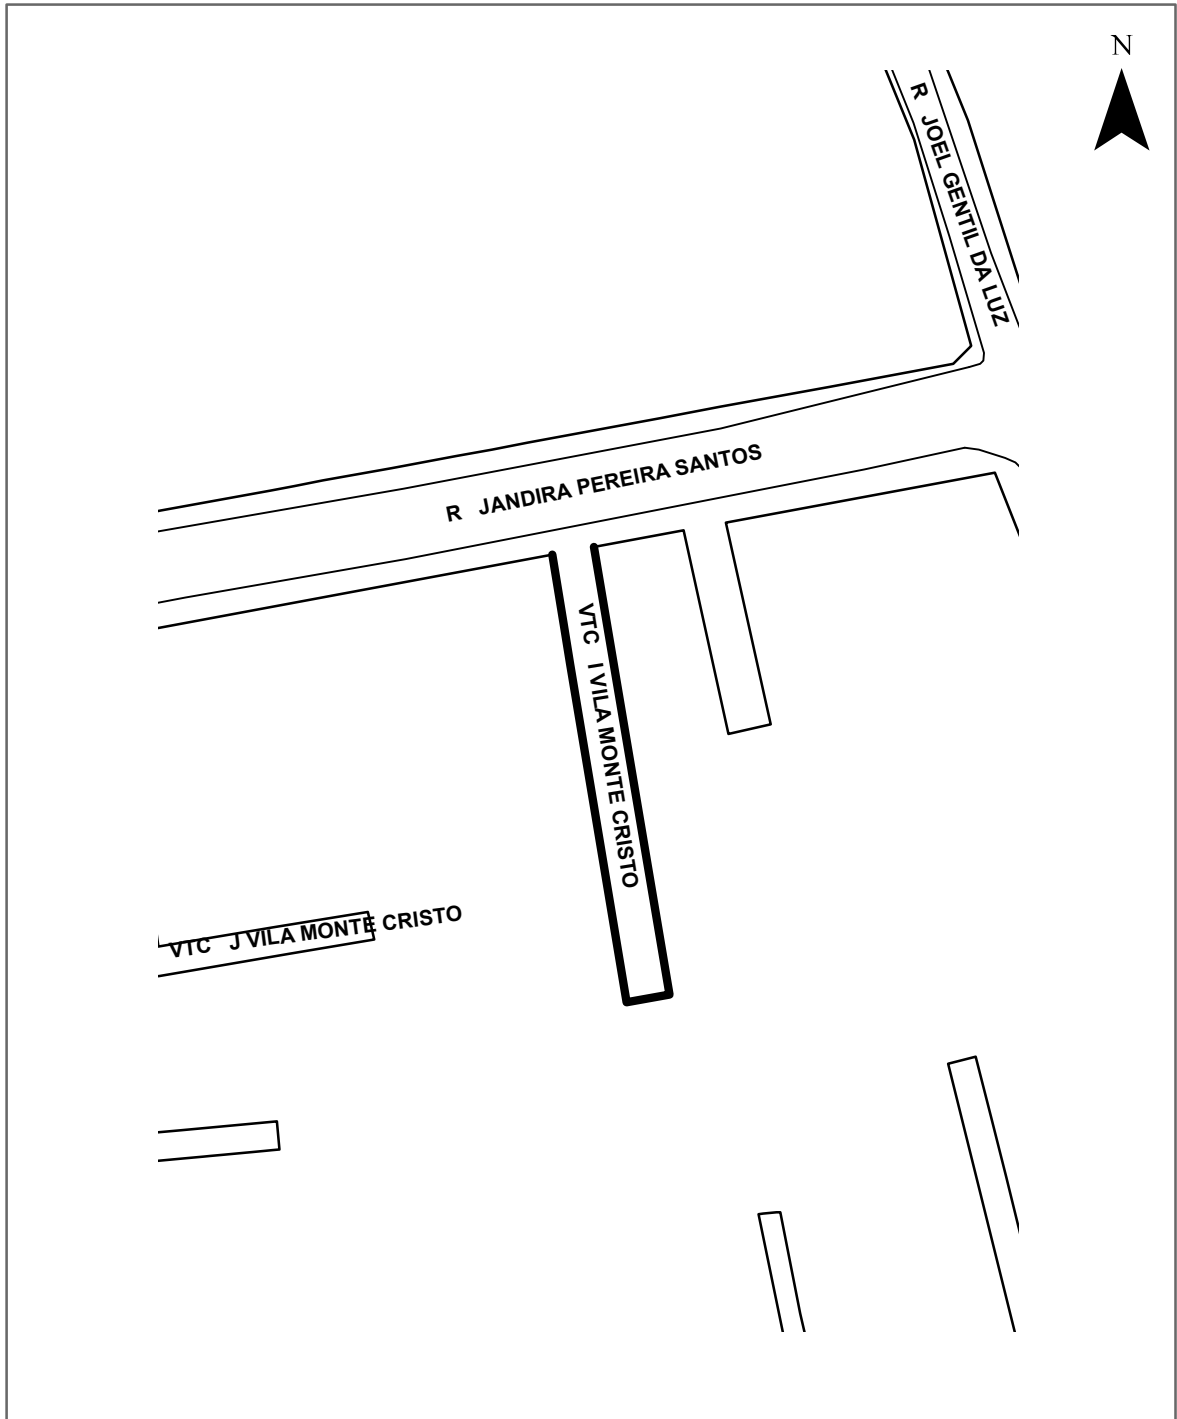 N
R JOEL GENTIL DA LUZ
R JANDIRA PEREIRA SANTOS
VTC I VILA MONTE CRISTO
VTC J VILA MONTE CRISTO